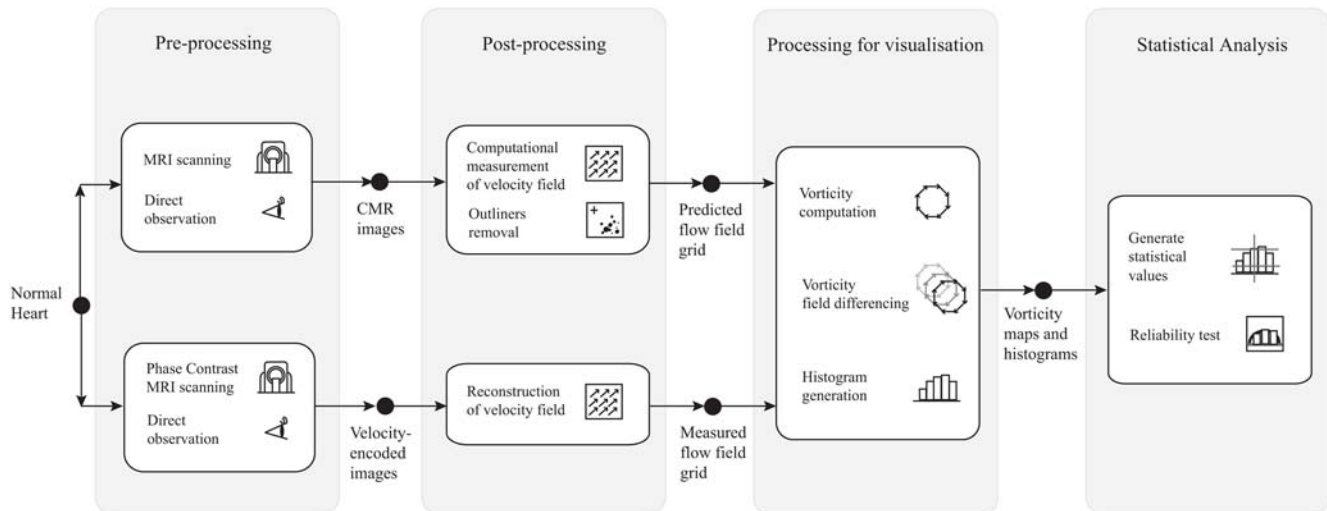 Pre-processing
Post-processing
Processing for visualisation
Statistical Analysis
Normal
Heart
MRI scanning
Direct
observation
CMR
images
Computational
measurement
of velocity field
Outliners
removal
Predicted
flow field
grid
Phase Contrast
MRI scanning
Direct
observation
Velocity-
encoded
images
Reconstruction
of velocity field
Measured
flow field
grid
Vorticity
computation
Vorticity
field differencing
Histogram
generation
Vorticity
maps and
histograms
Generate
statistical
values
Reliability test